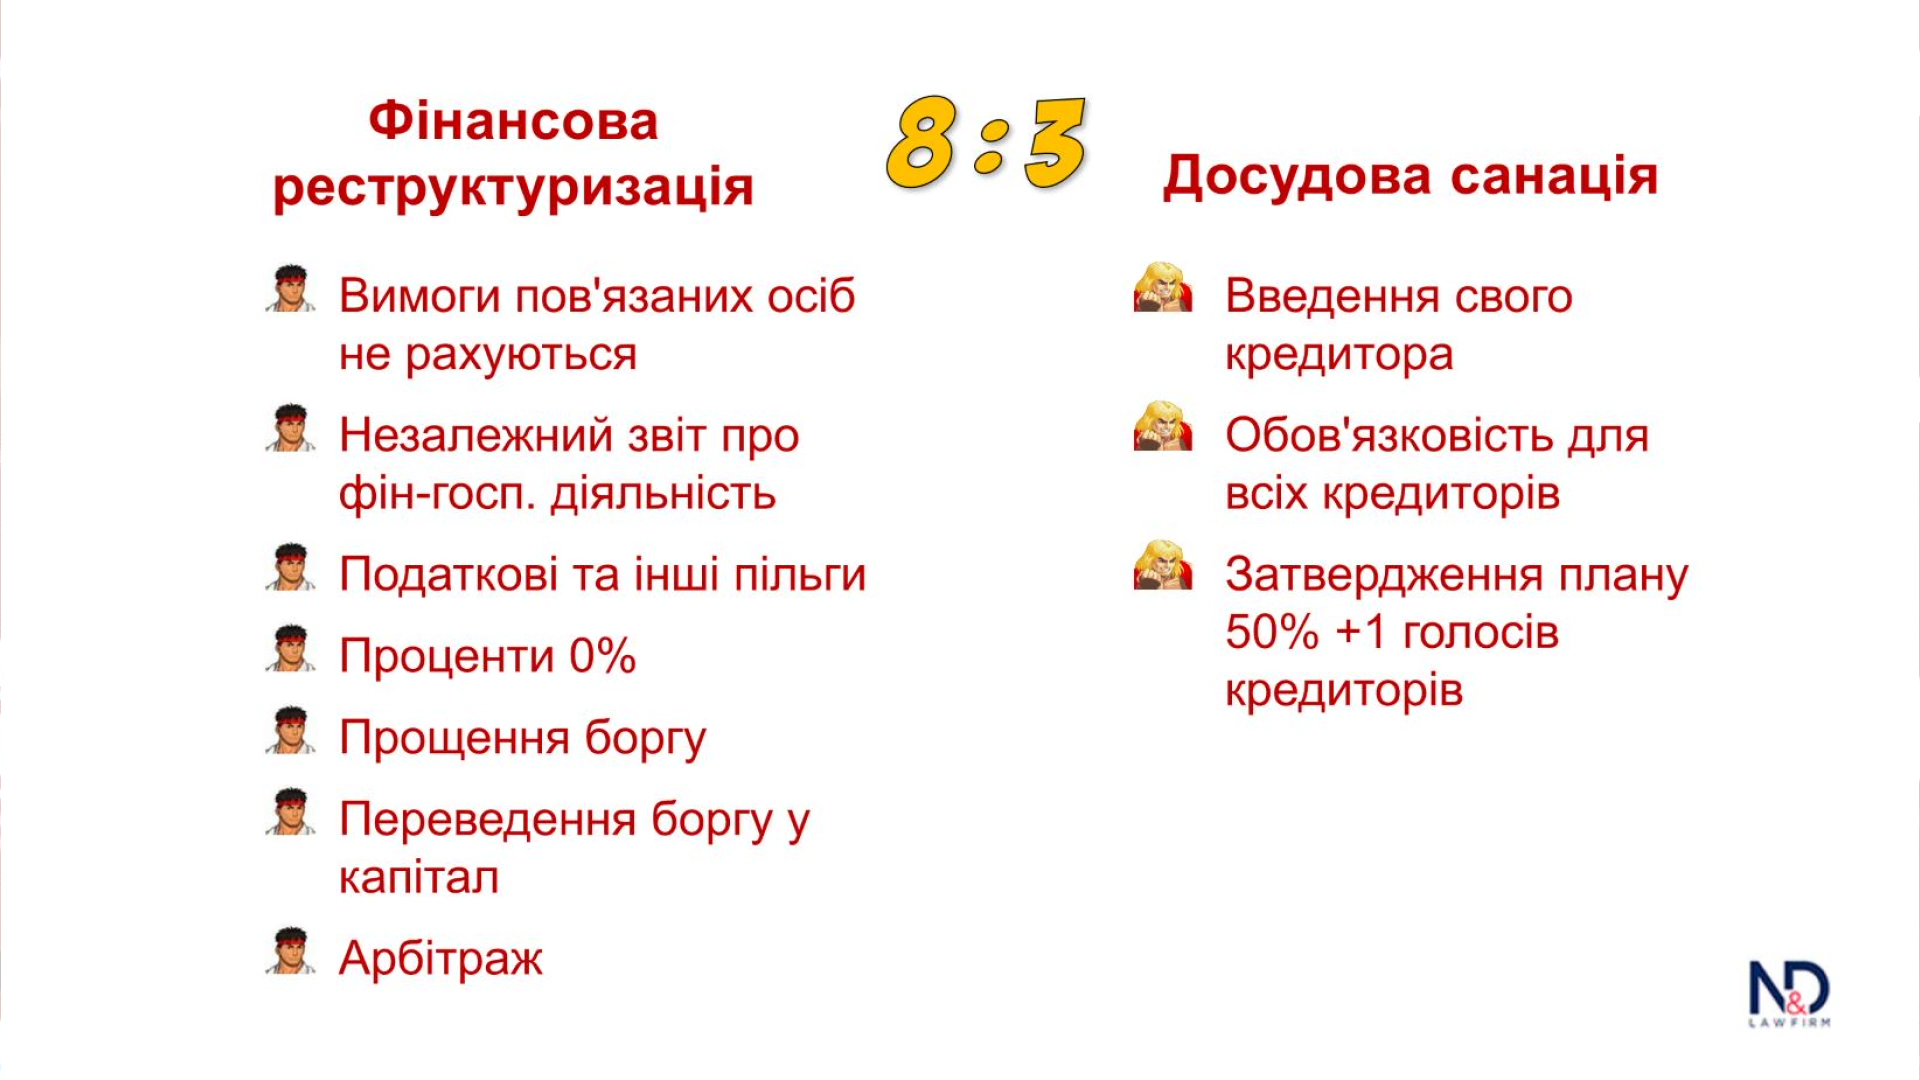 Фінансова
реструктуризація
8:3
Досудова санація
Вимоги пов'язаних осіб
не рахуються
Незалежний звіт про
фін-госп. діяльність
Податкові та інші пільги
Проценти 0%
Прощення боргу
Переведення боргу у
капітал
Арбітраж
Введення свого
кредитора
Обов'язковість для
всіх кредиторів
Затвердження плану
50% +1 голосів
кредиторів
N&D
LAW FIRM